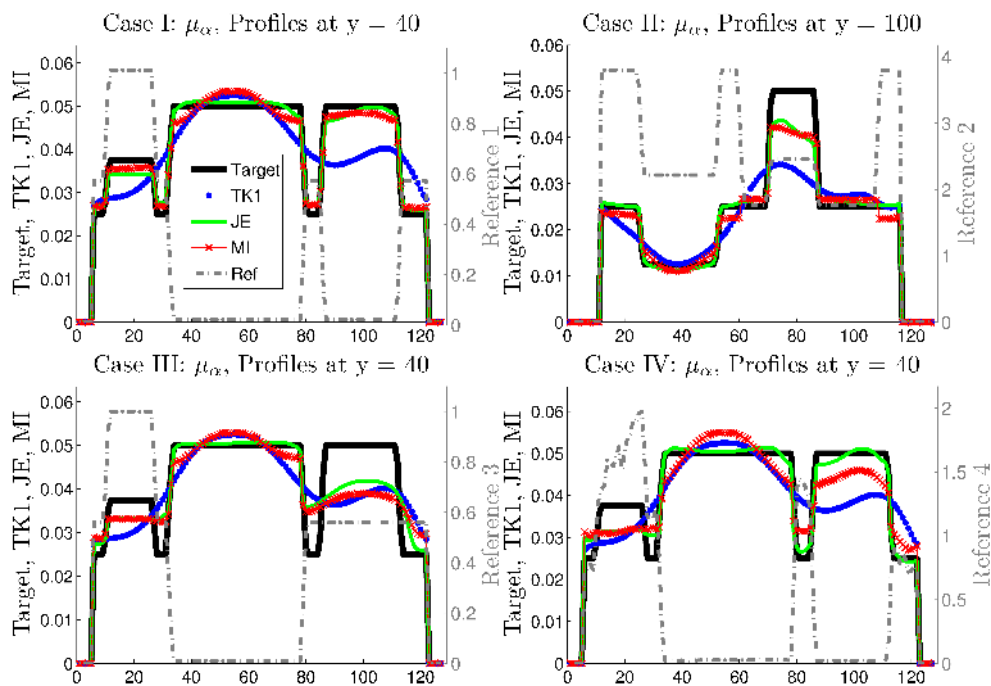 Case I: μα, Profiles at y = 40
Target, TK1, JE, MI
0.06
0.05
0.04
0.03
0.02
0.01
0
0 20 40 60 80 100 120
Target
TK1
JE
MI
Ref
1
0.8
0.6
0.4
0.2
0
Reference 1
Case II: μα, Profiles at y = 100
Target, TK1, JE, MI
0.06
0.05
0.04
0.03
0.02
0.01
0
0 20 40 60 80 100 120
4
3
2
1
0
Reference 2
Case III: μα, Profiles at y = 40
Target, TK1, JE, MI
0.06
0.05
0.04
0.03
0.02
0.01
0
0 20 40 60 80 100 120
1
0.8
0.6
0.4
0.2
0
Reference 3
Case IV: μα, Profiles at y = 40
Target, TK1, JE, MI
0.06
0.05
0.04
0.03
0.02
0.01
0
0 20 40 60 80 100 120
2
1.5
1
0.5
0
Reference 4